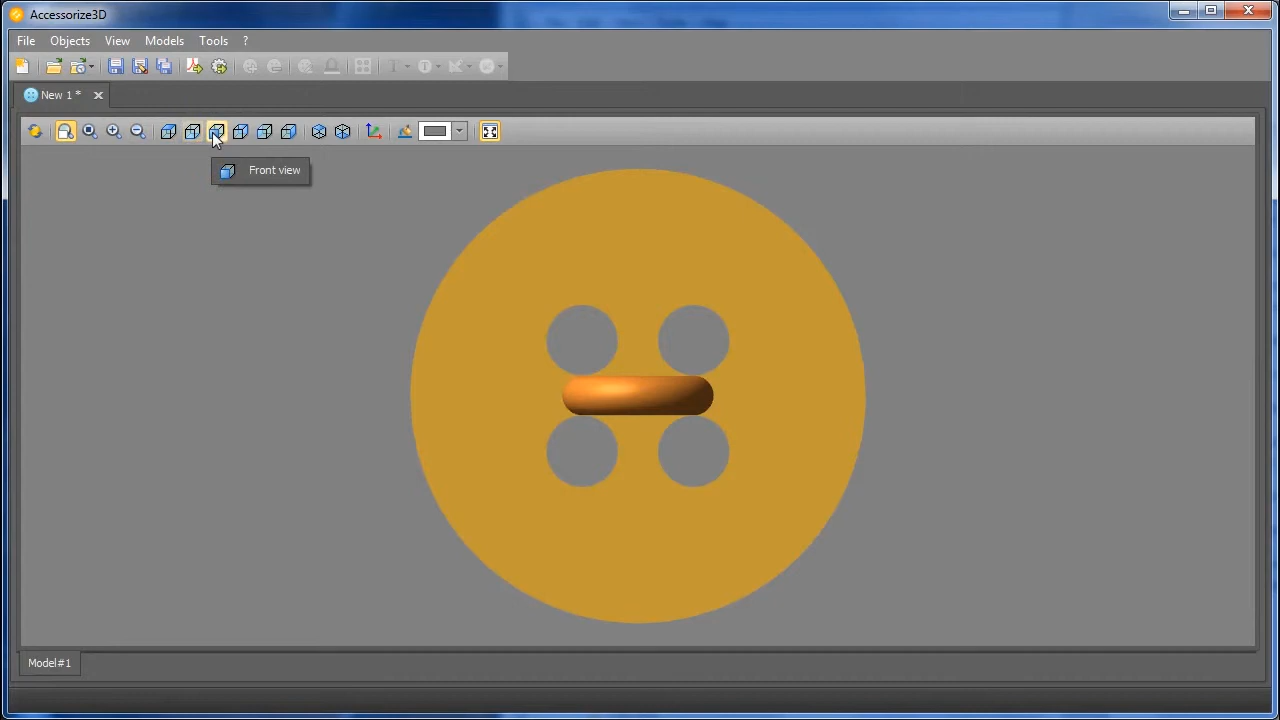 Accessorize3D
File Objects View Models Tools ?
New 1 *
Front view
Model#1